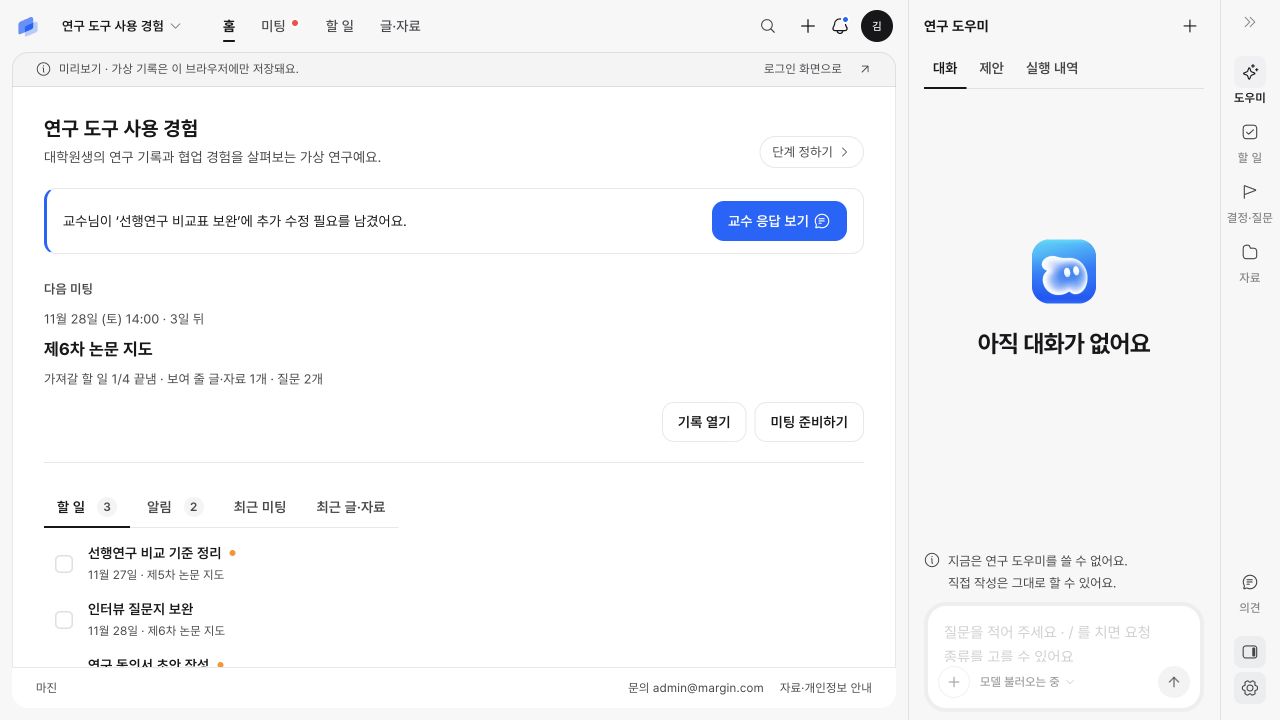 연구 도구 사용 경험
홈
미팅
할 일
글·자료
김
미리보기 · 가상 기록은 이 브라우저에만 저장돼요.
로그인 화면으로
연구 도구 사용 경험
대학원생의 연구 기록과 협업 경험을 살펴보는 가상 연구예요.
단계 정하기
교수님이 ‘선행연구 비교표 보완’에 추가 수정 필요를 남겼어요.
교수 응답 보기
다음 미팅
11월 28일 (토) 14:00 · 3일 뒤
제6차 논문 지도
가져갈 할 일 1/4 끝냄 · 보여 줄 글·자료 1개 · 질문 2개
기록 열기
미팅 준비하기
할 일 3
알림 2
최근 미팅
최근 글·자료
선행연구 비교 기준 정리
11월 27일 · 제5차 논문 지도
인터뷰 질문지 보완
11월 28일 · 제6차 논문 지도
연구 동의서 초안 작성
마진
문의 admin@margin.com
자료·개인정보 안내
연구 도우미
대화
제안
실행 내역
아직 대화가 없어요
지금은 연구 도우미를 쓸 수 없어요.
직접 작성은 그대로 할 수 있어요.
질문을 적어 주세요 · / 를 치면 요청
종류를 고를 수 있어요
모델 불러오는 중
도우미
할 일
결정·질문
자료
의견